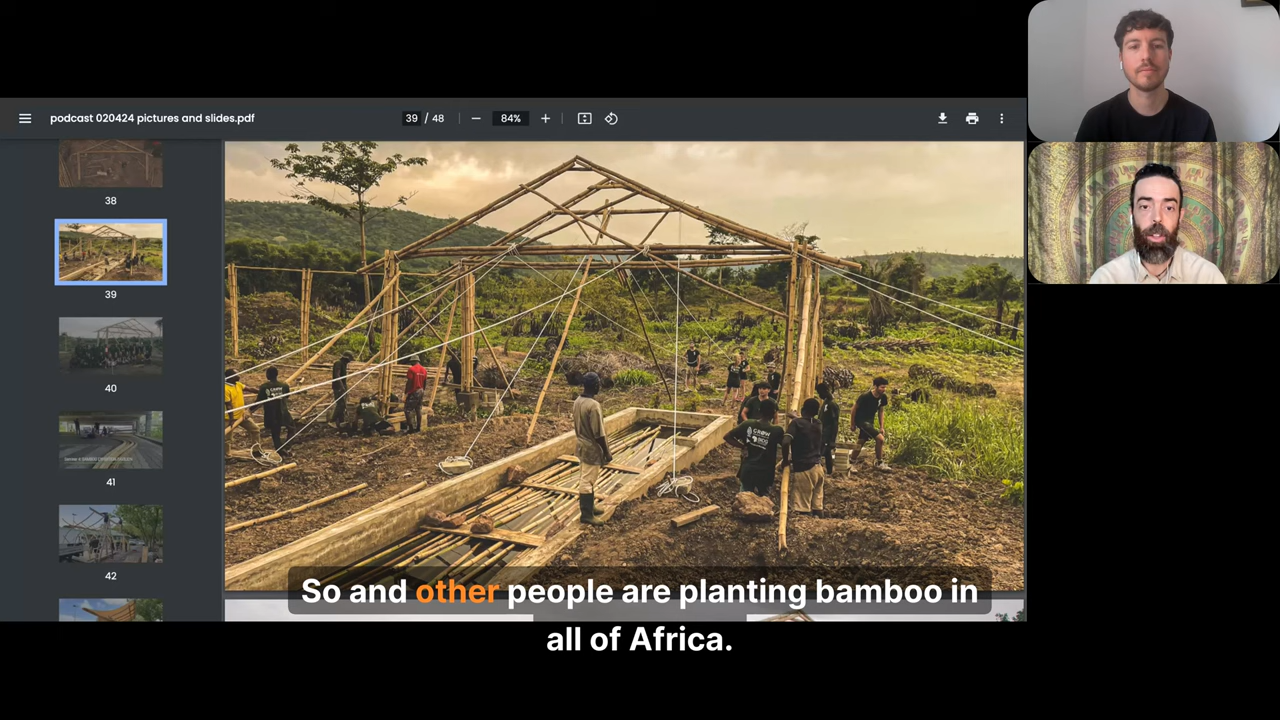 podcast 020424 pictures and slides.pdf
39 / 48
84%
38
39
40
41
42
GROW
So and other people are planting bamboo in
all of Africa.